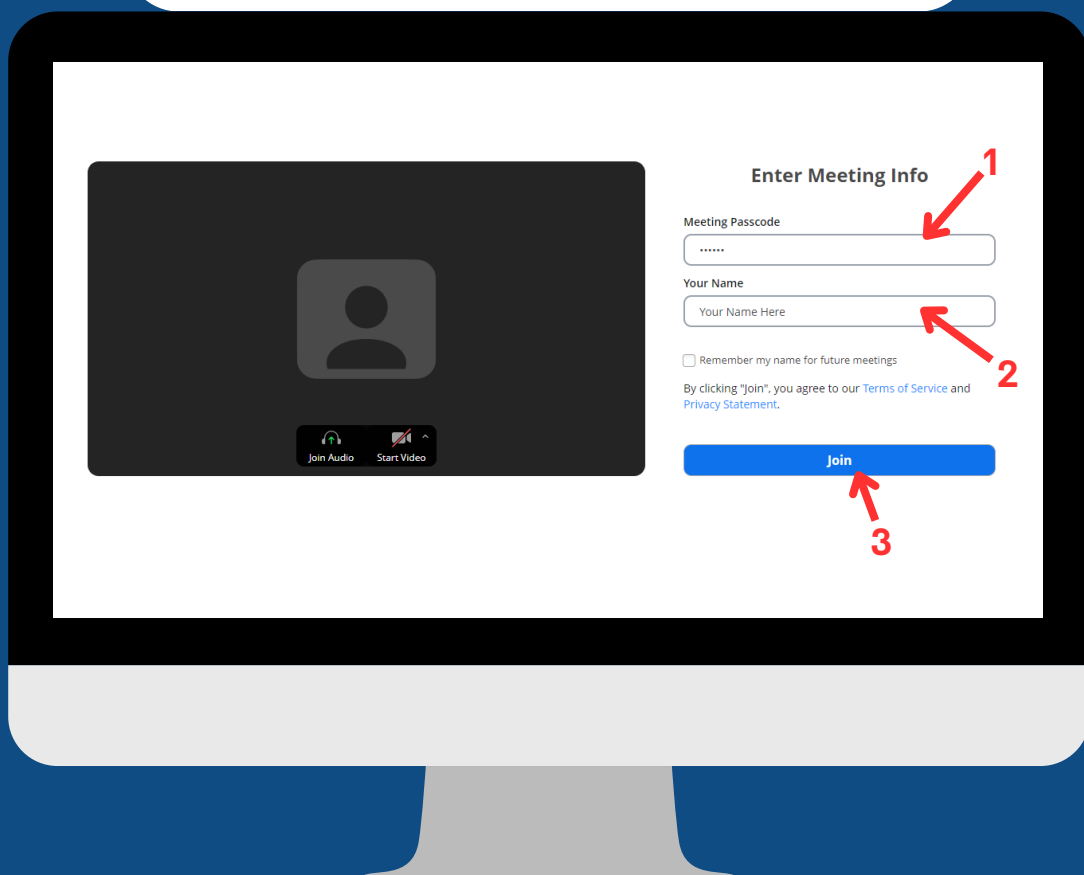 Enter Meeting Info
1
Meeting Passcode
••••••
Your Name
Your Name Here
2
Remember my name for future meetings
By clicking "Join", you agree to our Terms of Service and
Privacy Statement.
Join
3
Join Audio
Start Video